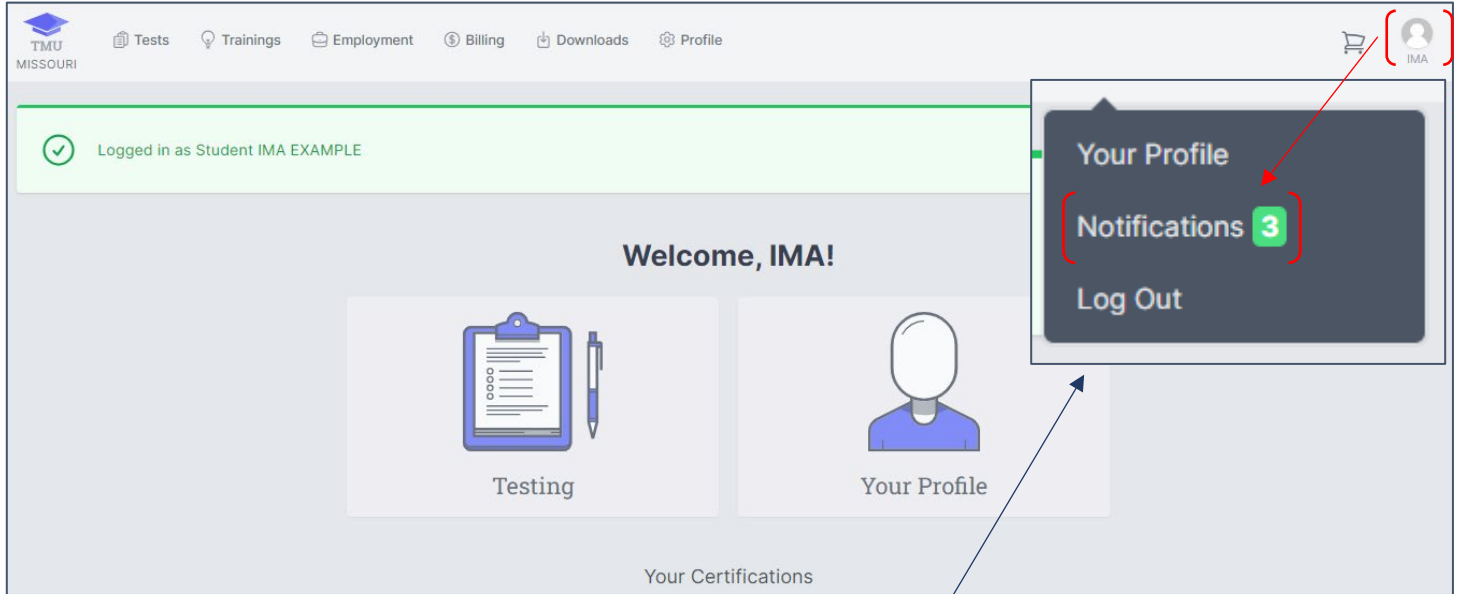 TMU
MISSOURI
Tests
Trainings
Employment
Billing
Downloads
Profile
IMA
Logged in as Student IMA EXAMPLE
Your Profile
Notifications 3
Log Out
Welcome, IMA!
Testing
Your Profile
Your Certifications